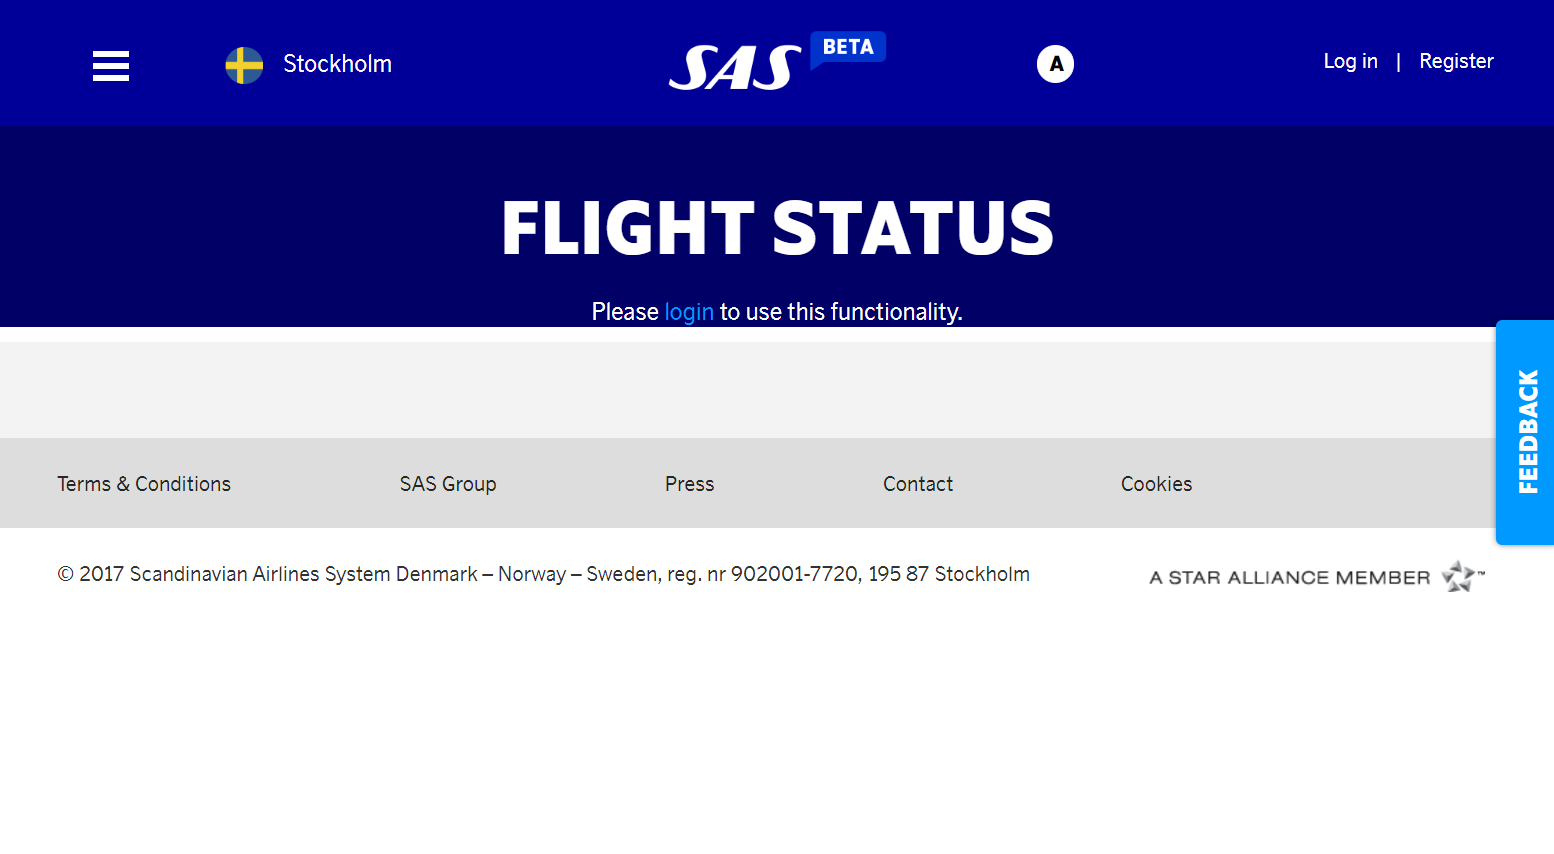 Stockholm
SAS
BETA
A
Log in | Register
FLIGHT STATUS
Please login to use this functionality.
FEEDBACK
Terms & Conditions
SAS Group
Press
Contact
Cookies
© 2017 Scandinavian Airlines System Denmark – Norway – Sweden, reg. nr 902001-7720, 195 87 Stockholm
A STAR ALLIANCE MEMBER ™